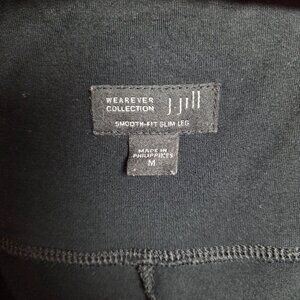 WEAREVER
COLLECTION
J.Jill
SMOOTH-FIT SLIM LEG
MADE IN
PHILIPPINES
M